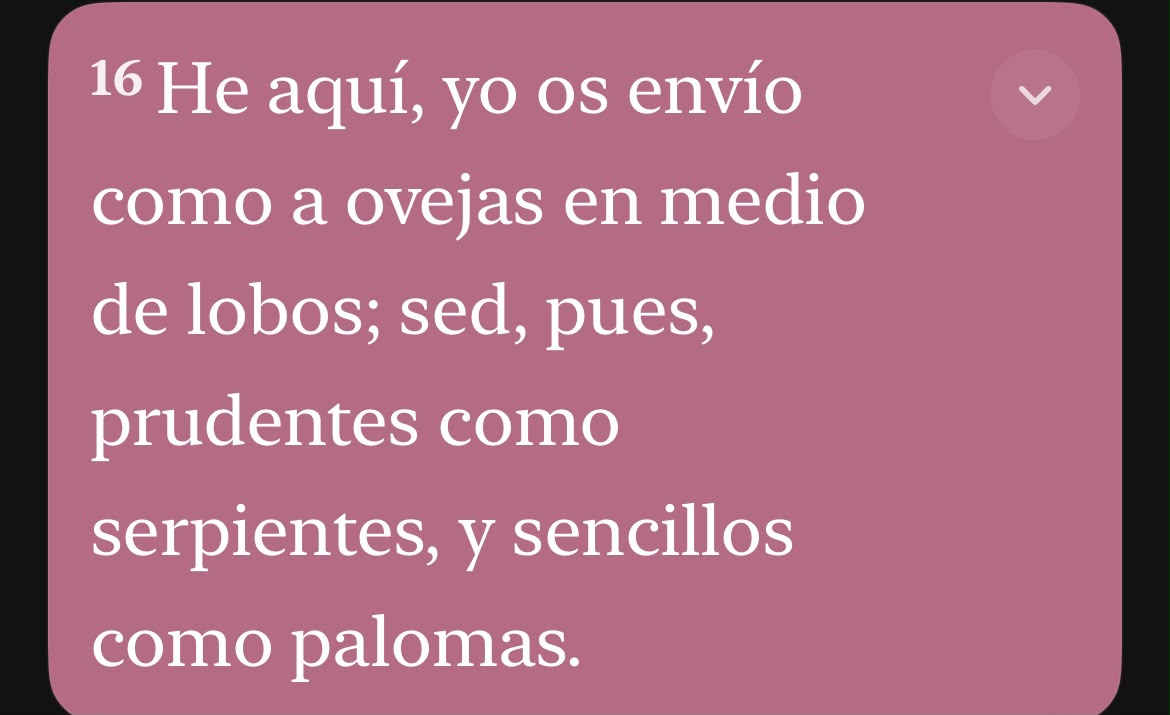 16 He aquí, yo os envío
como a ovejas en medio
de lobos; sed, pues,
prudentes como
serpientes, y sencillos
como palomas.